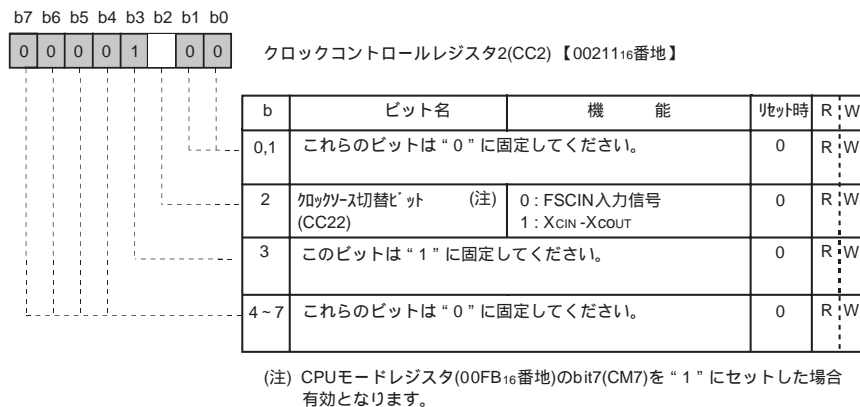 b7 b6 b5 b4 b3 b2 b1 b0
0 0 0 0 1 0 0
クロックコントロールレジスタ2(CC2) 【0021116番地】
b ビット名 機 能 リセット時 R W
0,1 これらのビットは“0”に固定してください。 0 R W
2 クロックソース切替ビット (注) 0 : FSCIN入力信号 0 R W
(CC22) 1 : XCIN -XCOUT
3 このビットは“1”に固定してください。 0 R W
4~7 これらのビットは“0”に固定してください。 0 R W
(注) CPUモードレジスタ(00FB16番地)のbit7(CM7)を“1”にセットした場合
有効となります。